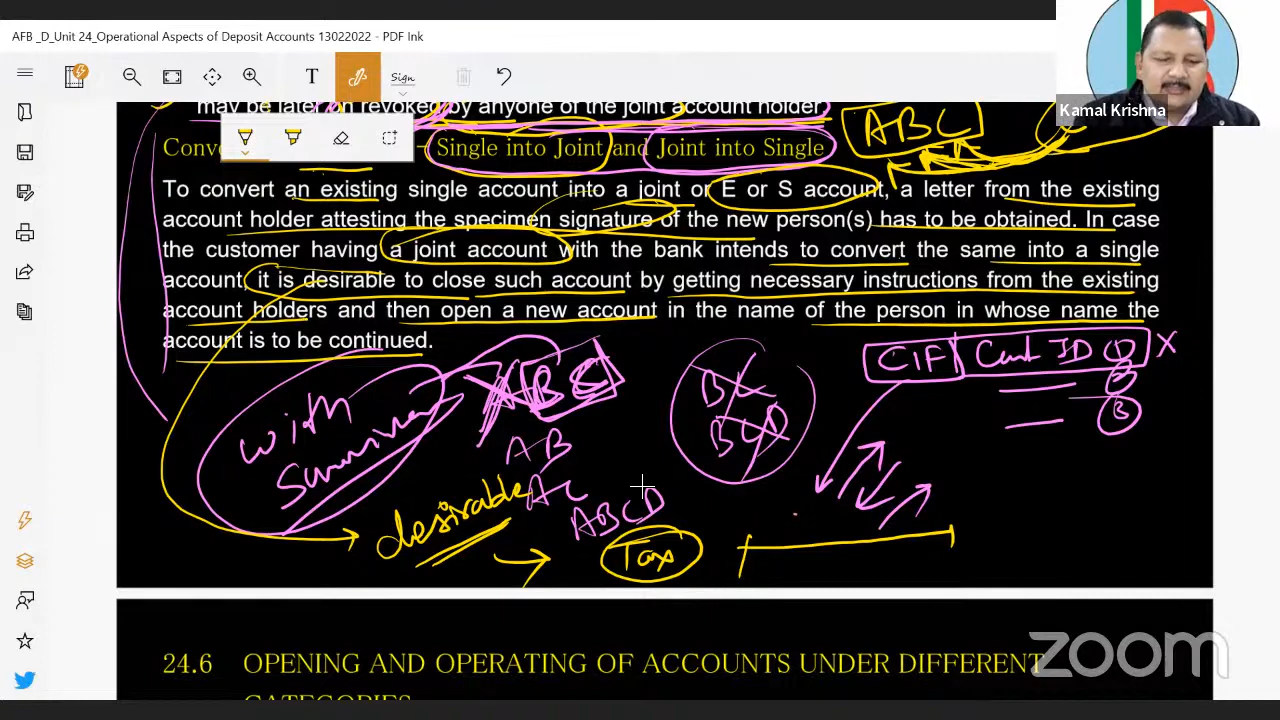 AFB _D_Unit 24_Operational Aspects of Deposit Accounts 13022022 - PDF Ink
Sign
Kamal Krishna
may be later on revoked by anyone of the joint account holder
ABC
Single into Joint and Joint into Single
To convert an existing single account into a joint or E or S account, a letter from the existing
account holder attesting the specimen signature of the new person(s) has to be obtained. In case
the customer having a joint account with the bank intends to convert the same into a single
account it is desirable to close such account by getting necessary instructions from the existing
account holders and then open a new account in the name of the person in whose name the
account is to be continued.
CIF Cust ID 1 X
2
3
with
B C
BC
BCD
AB
AC
ABCD
desirable
Tax
zoom
24.6 OPENING AND OPERATING OF ACCOUNTS UNDER DIFFERENT